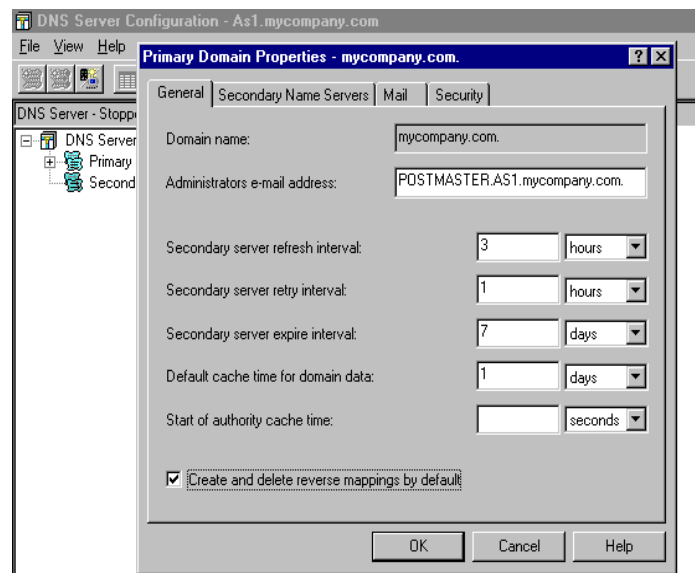 DNS Server Configuration - As1.mycompany.com
File View Help
Primary Domain Properties - mycompany.com.
General Secondary Name Servers Mail Security
DNS Server - Stopp
DNS Server
Primary
Second
Domain name: mycompany.com.
Administrators e-mail address: POSTMASTER.AS1.mycompany.com.
Secondary server refresh interval: 3 hours
Secondary server retry interval: 1 hours
Secondary server expire interval: 7 days
Default cache time for domain data: 1 days
Start of authority cache time: seconds
Create and delete reverse mappings by default
OK Cancel Help